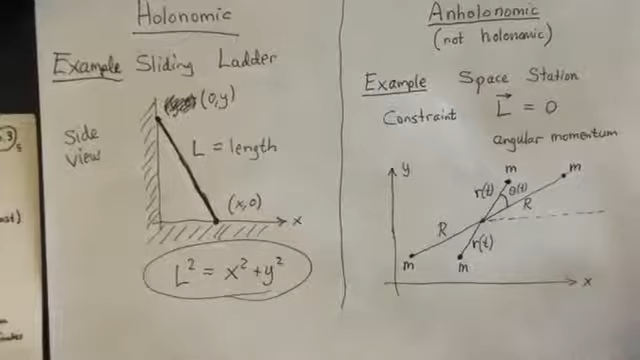 Holonomic
Example Sliding Ladder
Side
View
(0,y)
L = length
(x,0)
x
L² = x² + y²
Anholonomic
(not holonomic)
Example Space Station
Constraint L⃗ = 0
angular momentum
y
m
m
r(t)
θ(t)
R
R
r(t)
m
m
x
3